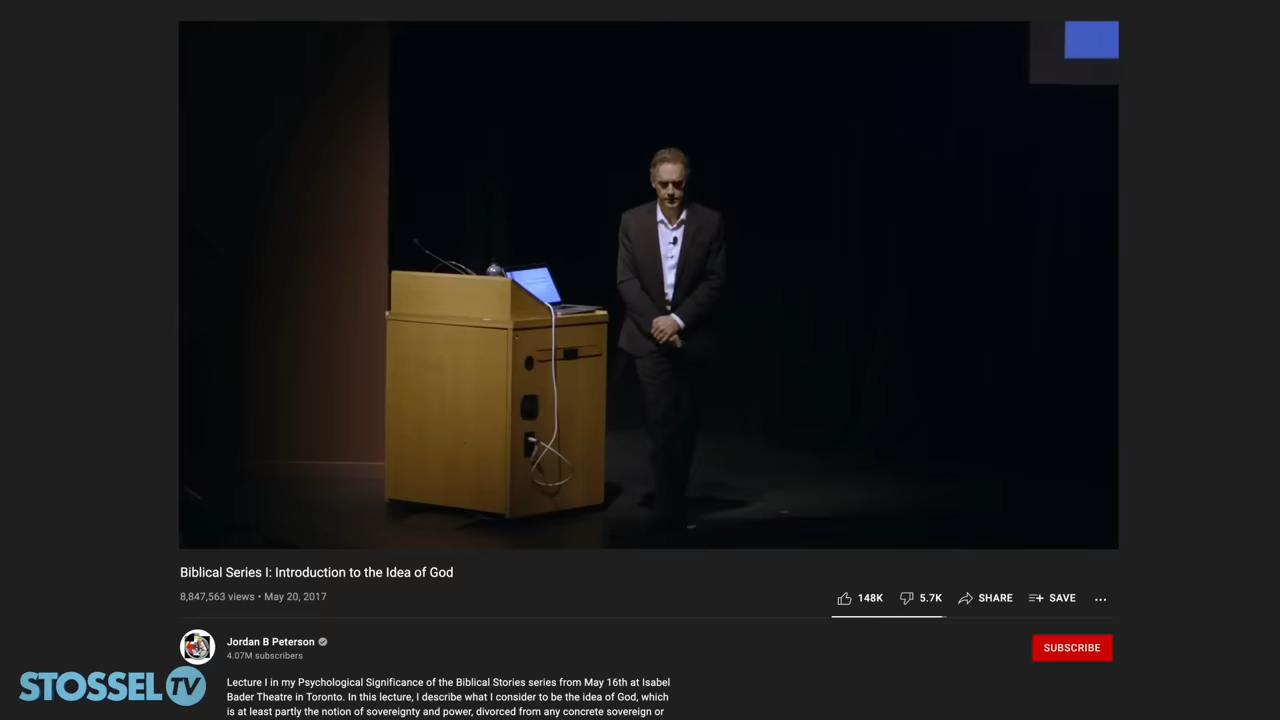 Biblical Series I: Introduction to the Idea of God
8,847,563 views • May 20, 2017
148K
5.7K
SHARE
SAVE
...
Jordan B Peterson
4.07M subscribers
SUBSCRIBE
Lecture I in my Psychological Significance of the Biblical Stories series from May 16th at Isabel
Bader Theatre in Toronto. In this lecture, I describe what I consider to be the idea of God, which
is at least partly the notion of sovereignty and power, divorced from any concrete sovereign or
STOSSEL TV